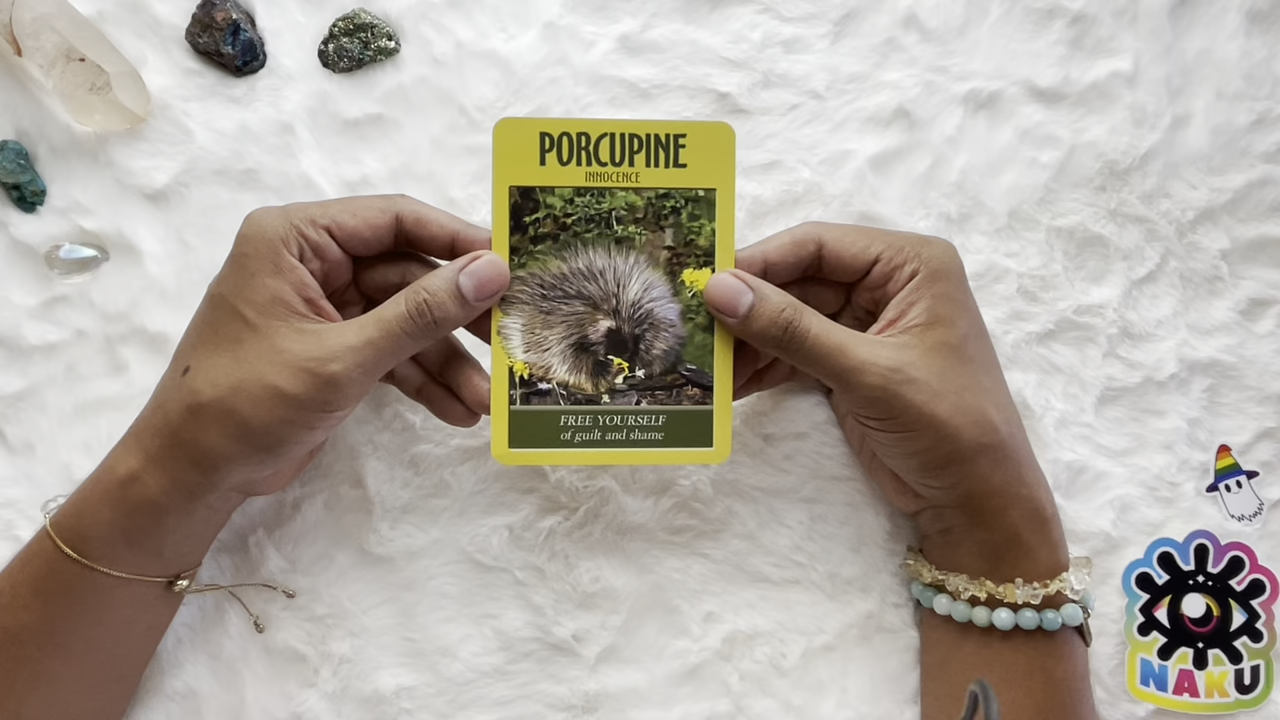 PORCUPINE
INNOCENCE
FREE YOURSELF
of guilt and shame
NAKU